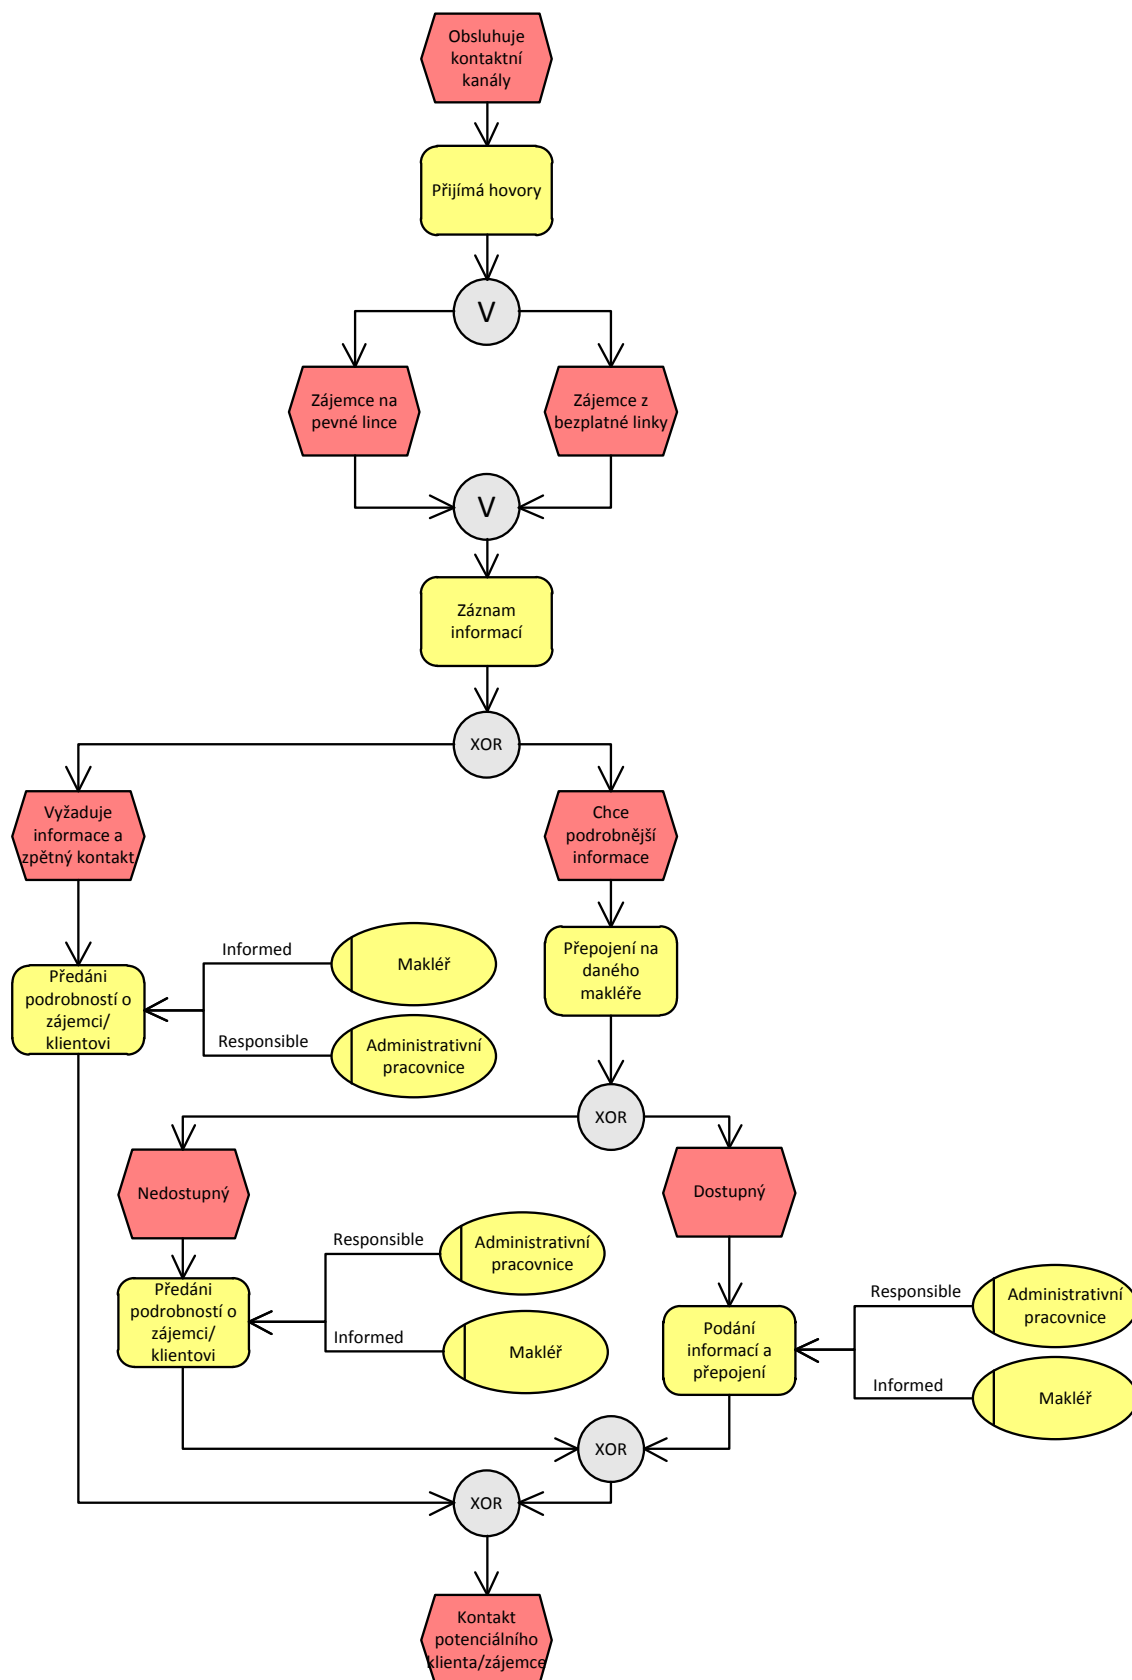 Obsluhuje
kontaktní
kanály
Přijímá hovory
V
Zájemce na
pevné lince
Zájemce z
bezplatné linky
V
Záznam
informací
XOR
Vyžaduje
informace a
zpětný kontakt
Chce
podrobnější
informace
Předáni
podrobností o
zájemci/
klientovi
Informed
Makléř
Responsible
Administrativní
pracovnice
Přepojení na
daného
makléře
XOR
Nedostupný
Dostupný
Předáni
podrobností o
zájemci/
klientovi
Responsible
Administrativní
pracovnice
Informed
Makléř
Podání
informací a
přepojení
Responsible
Administrativní
pracovnice
Informed
Makléř
XOR
XOR
Kontakt
potenciálního
klienta/zájemce